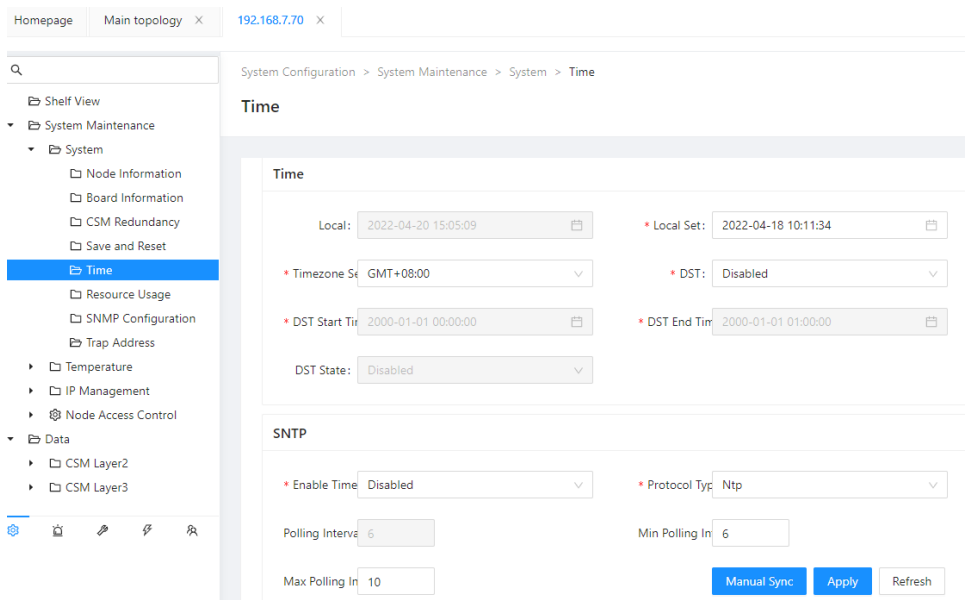 Homepage
Main topology
192.168.7.70
System Configuration > System Maintenance > System > Time
Time
Shelf View
System Maintenance
System
Node Information
Board Information
CSM Redundancy
Save and Reset
Time
Resource Usage
SNMP Configuration
Trap Address
Temperature
IP Management
Node Access Control
Data
CSM Layer2
CSM Layer3
Time
Local: 2022-04-20 15:05:09 * Local Set: 2022-04-18 10:11:34
* Timezone Se GMT+08:00 * DST: Disabled
* DST Start Tir 2000-01-01 00:00:00 * DST End Tim 2000-01-01 01:00:00
DST State: Disabled
SNTP
* Enable Time Disabled * Protocol Typ Ntp
Polling Interva 6 Min Polling In 6
Max Polling In 10 Manual Sync Apply Refresh